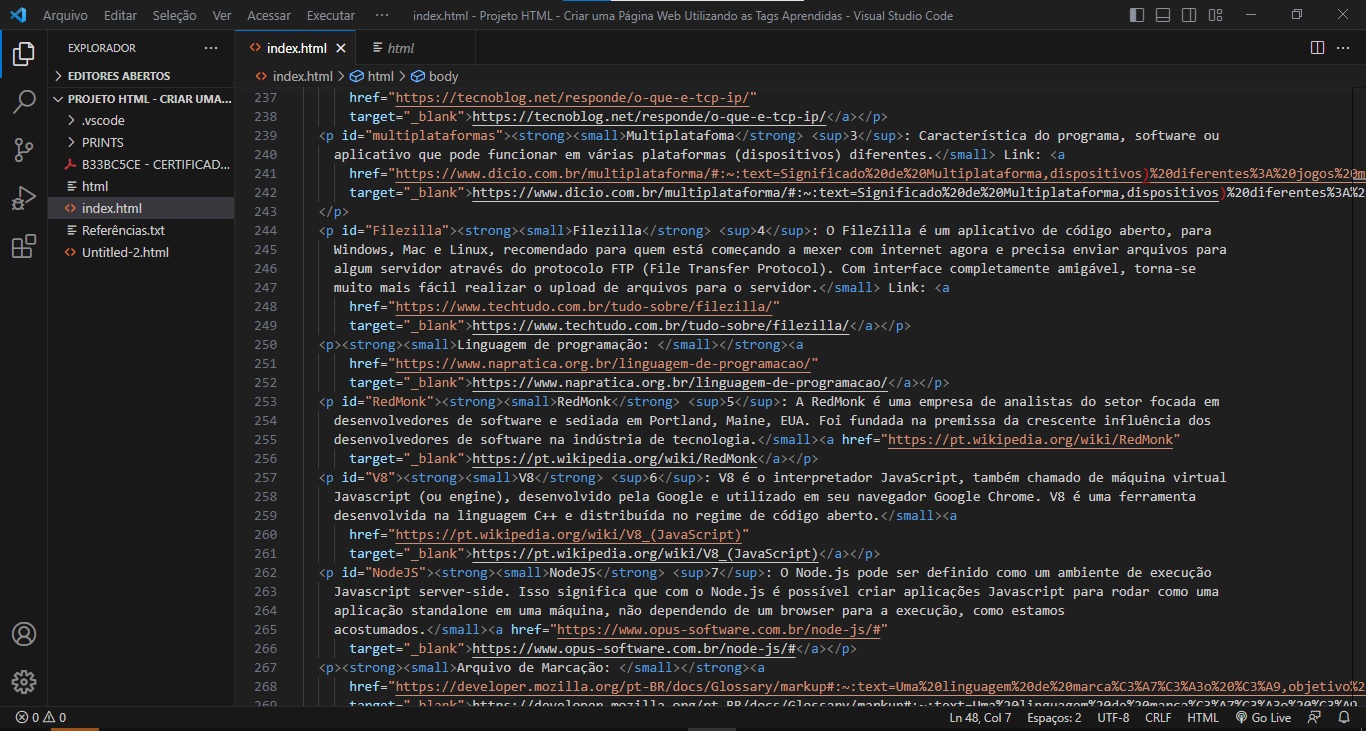 Arquivo Editar Seleção Ver Acessar Executar ··· index.html - Projeto HTML - Criar uma Página Web Utilizando as Tags Aprendidas - Visual Studio Code
EXPLORADOR ···
EDITORES ABERTOS
PROJETO HTML - CRIAR UMA...
.vscode
PRINTS
B33BC5CE - CERTIFICAD...
html
index.html
Referências.txt
Untitled-2.html
index.html html
index.html > html > body
237 href="https://tecnoblog.net/responde/o-que-e-tcp-ip/"
238 target="_blank">https://tecnoblog.net/responde/o-que-e-tcp-ip/</a></p>
239 <p id="multiplataformas"><strong><small>Multiplatafoma</strong> <sup>3</sup>: Característica do programa, software ou
240 aplicativo que pode funcionar em várias plataformas (dispositivos) diferentes.</small> Link: <a
241 href="https://www.dicio.com.br/multiplataforma/#:~:text=Significado%20de%20Multiplataforma,dispositivos)%20diferentes%3A%20jogos%20m
242 target="_blank">https://www.dicio.com.br/multiplataforma/#:~:text=Significado%20de%20Multiplataforma,dispositivos)%20diferentes%3A%2
243 </p>
244 <p id="Filezilla"><strong><small>Filezilla</strong> <sup>4</sup>: O FileZilla é um aplicativo de código aberto, para
245 Windows, Mac e Linux, recomendado para quem está começando a mexer com internet agora e precisa enviar arquivos para
246 algum servidor através do protocolo FTP (File Transfer Protocol). Com interface completamente amigável, torna-se
247 muito mais fácil realizar o upload de arquivos para o servidor.</small> Link: <a
248 href="https://www.techtudo.com.br/tudo-sobre/filezilla/"
249 target="_blank">https://www.techtudo.com.br/tudo-sobre/filezilla/</a></p>
250 <p><strong><small>Linguagem de programação: </small></strong><a
251 href="https://www.napratica.org.br/linguagem-de-programacao/"
252 target="_blank">https://www.napratica.org.br/linguagem-de-programacao/</a></p>
253 <p id="RedMonk"><strong><small>RedMonk</strong> <sup>5</sup>: A RedMonk é uma empresa de analistas do setor focada em
254 desenvolvedores de software e sediada em Portland, Maine, EUA. Foi fundada na premissa da crescente influência dos
255 desenvolvedores de software na indústria de tecnologia.</small><a href="https://pt.wikipedia.org/wiki/RedMonk"
256 target="_blank">https://pt.wikipedia.org/wiki/RedMonk</a></p>
257 <p id="V8"><strong><small>V8</strong> <sup>6</sup>: V8 é o interpretador JavaScript, também chamado de máquina virtual
258 Javascript (ou engine), desenvolvido pela Google e utilizado em seu navegador Google Chrome. V8 é uma ferramenta
259 desenvolvida na linguagem C++ e distribuída no regime de código aberto.</small><a
260 href="https://pt.wikipedia.org/wiki/V8_(JavaScript)"
261 target="_blank">https://pt.wikipedia.org/wiki/V8_(JavaScript)</a></p>
262 <p id="NodeJS"><strong><small>NodeJS</strong> <sup>7</sup>: O Node.js pode ser definido como um ambiente de execução
263 Javascript server-side. Isso significa que com o Node.js é possível criar aplicações Javascript para rodar como uma
264 aplicação standalone em uma máquina, não dependendo de um browser para a execução, como estamos
265 acostumados.</small><a href="https://www.opus-software.com.br/node-js/#"
266 target="_blank">https://www.opus-software.com.br/node-js/#</a></p>
267 <p><strong><small>Arquivo de Marcação: </small></strong><a
268 href="https://developer.mozilla.org/pt-BR/docs/Glossary/markup#:~:text=Uma%20linguagem%20de%20marca%C3%A7%C3%A3o%20%C3%A9,objetivo%2
269 target="_blank">https://developer.mozilla.org/pt-BR/docs/Glossary/markup#:~:text=Uma%20linguagem%20de%20marca%C3%A7%C3%A3o%20%C3%A9
0 0 Ln 48, Col 7 Espaços: 2 UTF-8 CRLF HTML Go Live